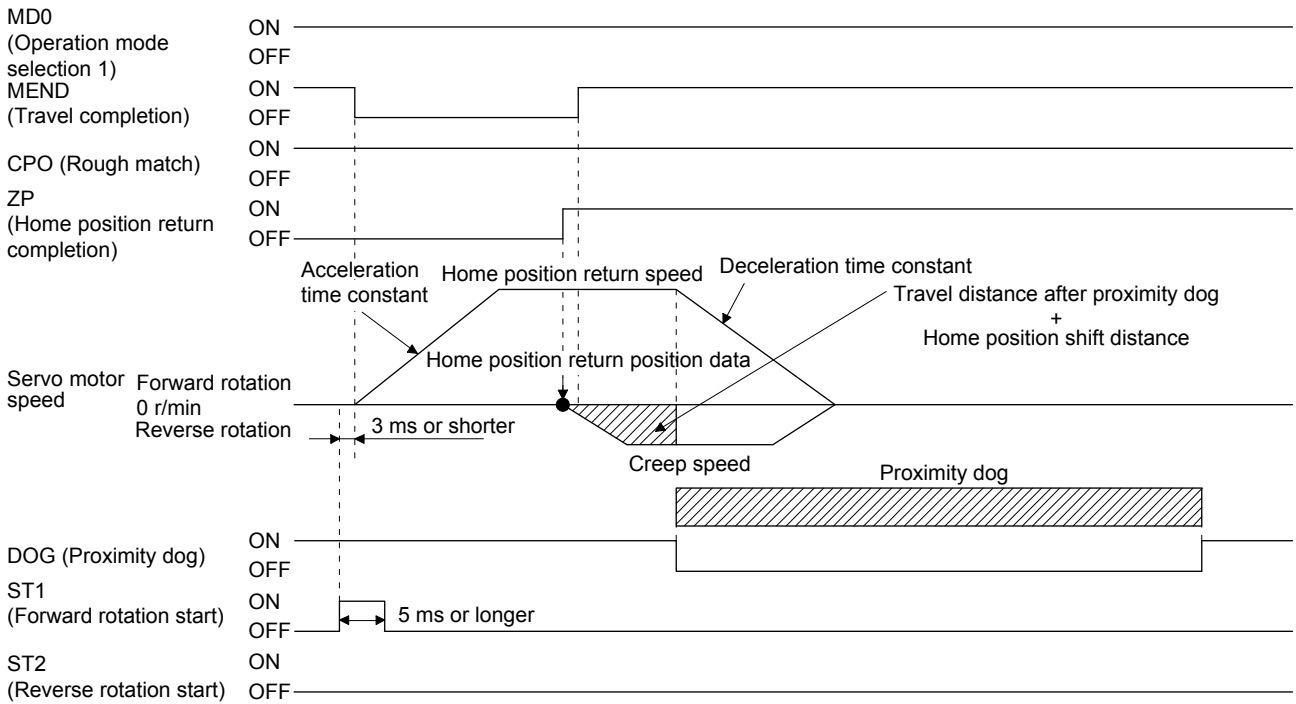 MD0
(Operation mode
selection 1)
ON
OFF
MEND
(Travel completion)
ON
OFF
CPO (Rough match)
ON
OFF
ZP
(Home position return
completion)
ON
OFF
Acceleration
time constant
Home position return speed
Deceleration time constant
Travel distance after proximity dog
+
Home position shift distance
Home position return position data
Servo motor
speed
Forward rotation
0 r/min
Reverse rotation
3 ms or shorter
Creep speed
Proximity dog
DOG (Proximity dog)
ON
OFF
ST1
(Forward rotation start)
ON
OFF
5 ms or longer
ST2
(Reverse rotation start)
ON
OFF